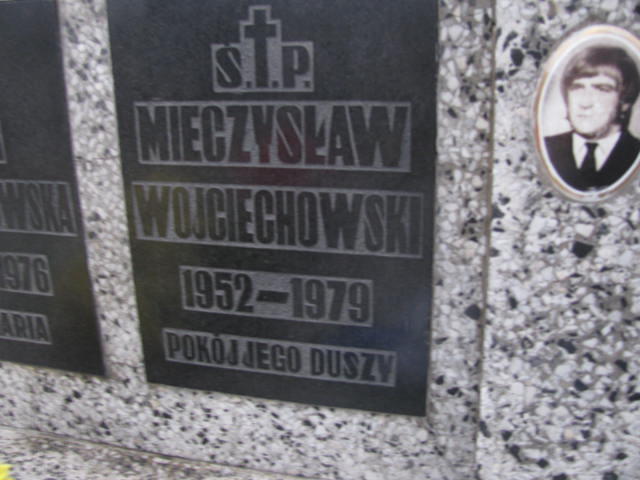 Ś.†P.
MIECZYSŁAW
WOJCIECHOWSKI
1952-1979
POKÓJ JEGO DUSZY
WSKA
1976
ARIA